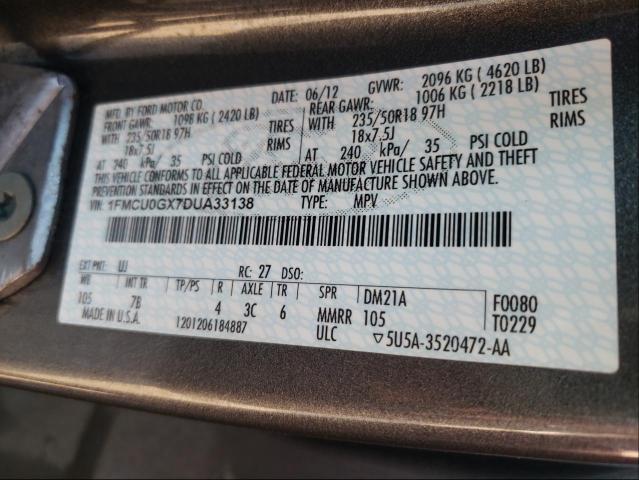 MFD. BY FORD MOTOR CO. DATE: 06/12 GVWR: 2096 KG ( 4620 LB)
FRONT GAWR: 1098 KG ( 2420 LB) REAR GAWR: 1006 KG ( 2218 LB)
WITH 235/50R18 97H TIRES WITH 235/50R18 97H TIRES
18x7.5J RIMS 18x7.5J RIMS
AT 240 kPa/ 35 PSI COLD AT 240 kPa/ 35 PSI COLD
THIS VEHICLE CONFORMS TO ALL APPLICABLE FEDERAL MOTOR VEHICLE SAFETY AND THEFT
PREVENTION STANDARDS IN EFFECT ON THE DATE OF MANUFACTURE SHOWN ABOVE.
VIN: 1FMCU0GX7DUA33138 TYPE: MPV
EXT PNT: UJ RC: 27 DSO:
WB INT TR TP/PS R AXLE TR SPR DM21A F0080
105 7B 4 3C 6 MMRR 105 T0229
MADE IN U.S.A. 1201206184887 ULC ▽5U5A-3520472-AA